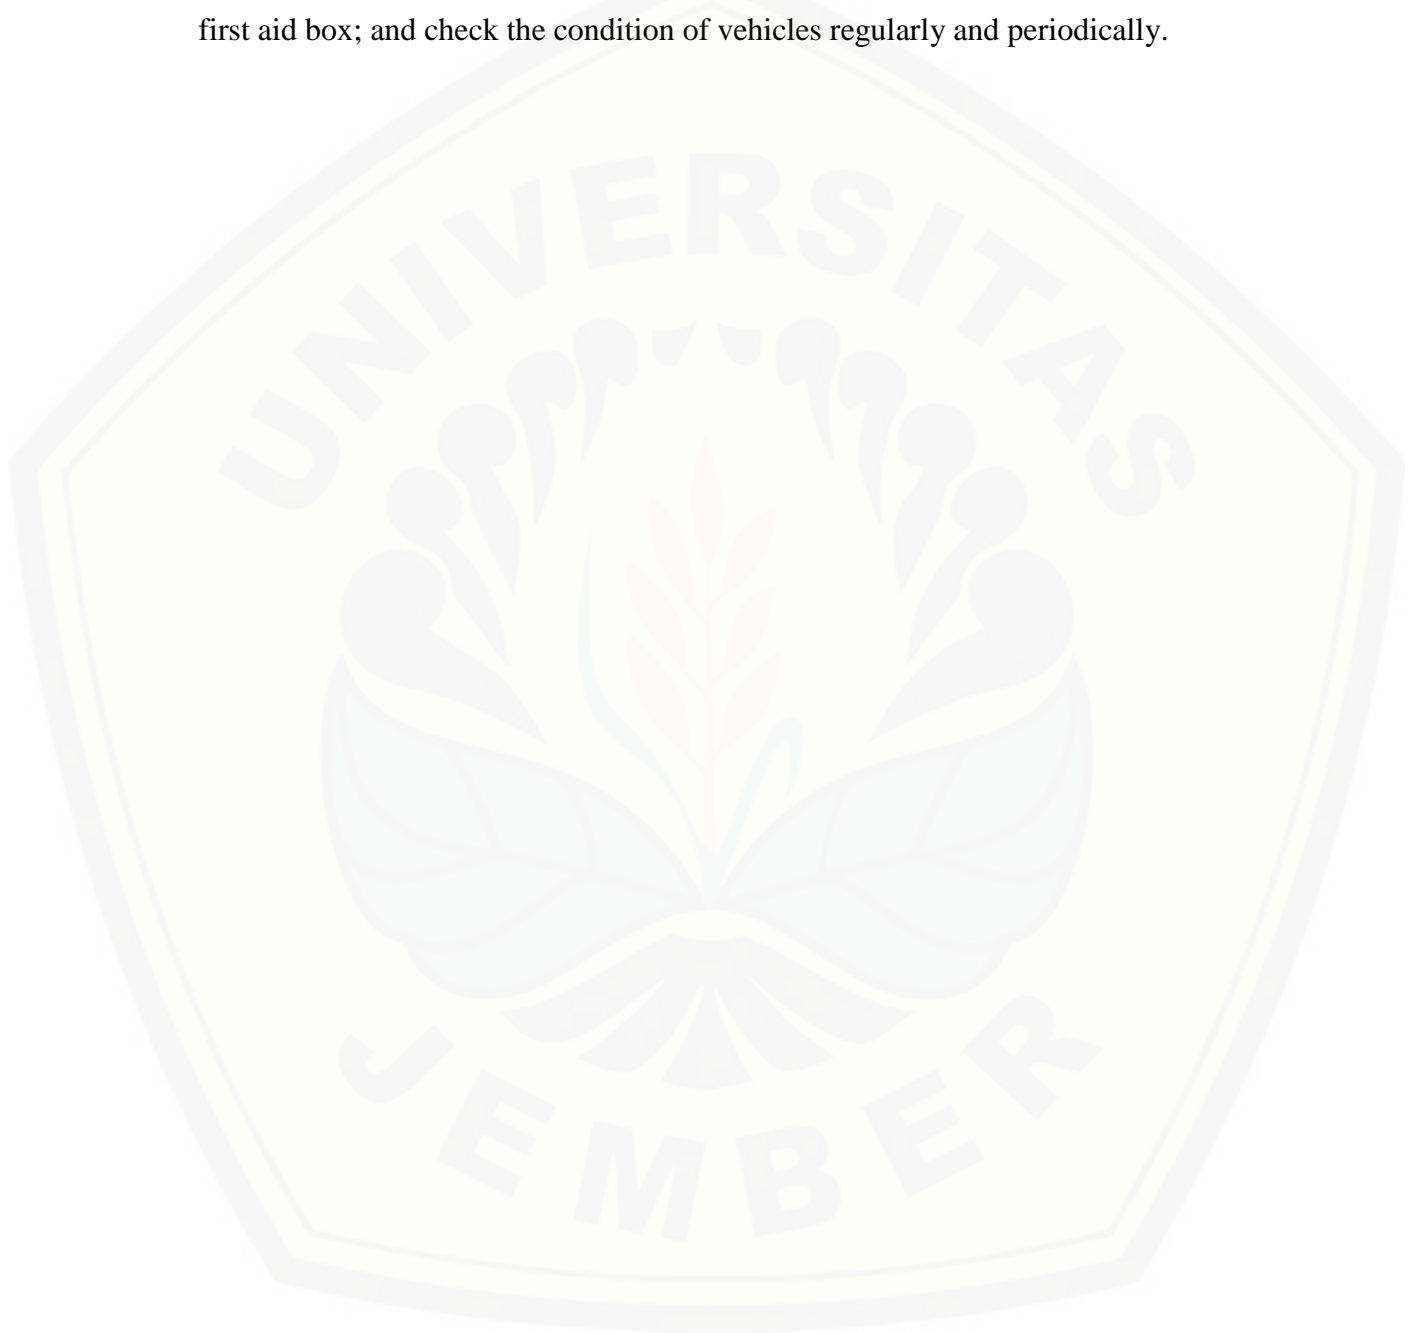 first aid box; and check the condition of vehicles regularly and periodically.
UNIVERSITAS
JEMBER